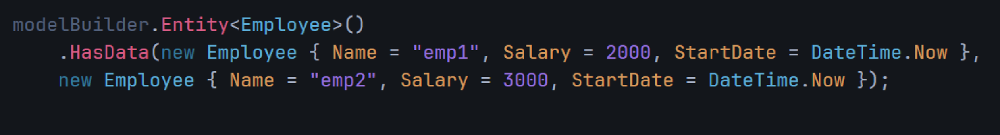 modelBuilder.Entity<Employee>()
.HasData(new Employee { Name = "emp1", Salary = 2000, StartDate = DateTime.Now },
new Employee { Name = "emp2", Salary = 3000, StartDate = DateTime.Now });